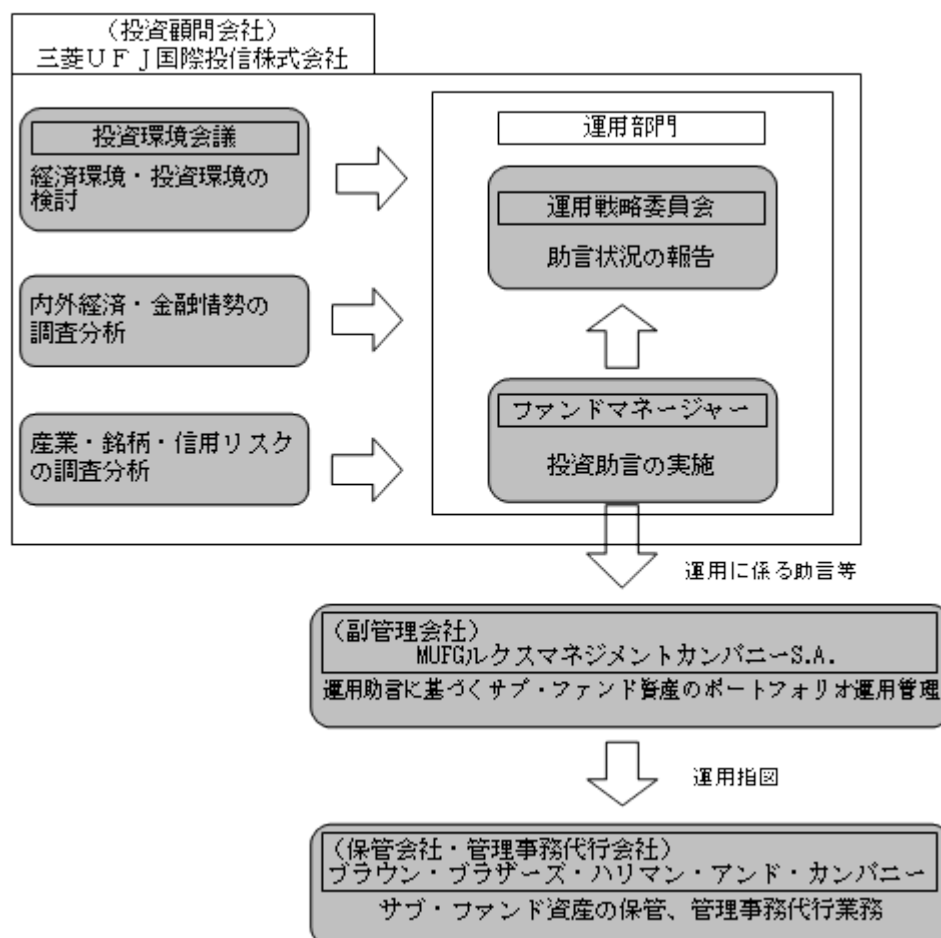 （投資顧問会社）
三菱ＵＦＪ国際投信株式会社
投資環境会議
経済環境・投資環境の
検討
内外経済・金融情勢の
調査分析
産業・銘柄・信用リスク
の調査分析
運用部門
運用戦略委員会
助言状況の報告
ファンドマネージャー
投資助言の実施
運用に係る助言等
（副管理会社）
MUFGルクスマネジメントカンパニーS.A.
運用助言に基づくサブ・ファンド資産のポートフォリオ運用管理
運用指図
（保管会社・管理事務代行会社）
ブラウン・ブラザーズ・ハリマン・アンド・カンパニー
サブ・ファンド資産の保管、管理事務代行業務